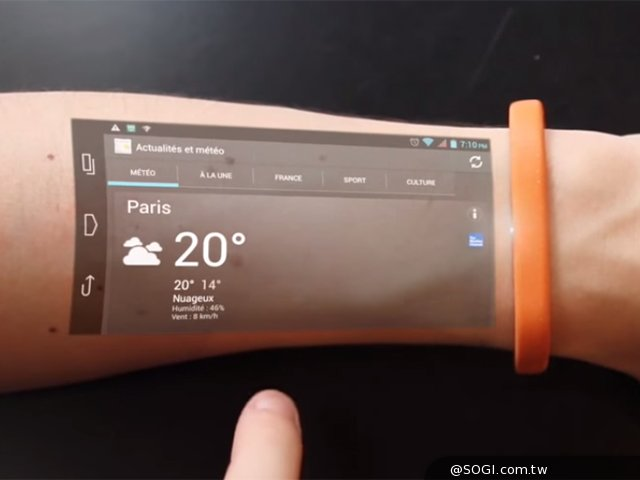 7:10 PM
Actualités et météo
MÉTÉO
À LA UNE
FRANCE
SPORT
CULTURE
Paris
20°
20° 14°
Nuageux
Humidité : 46%
Vent : 8 km/h
@SOGI.com.tw